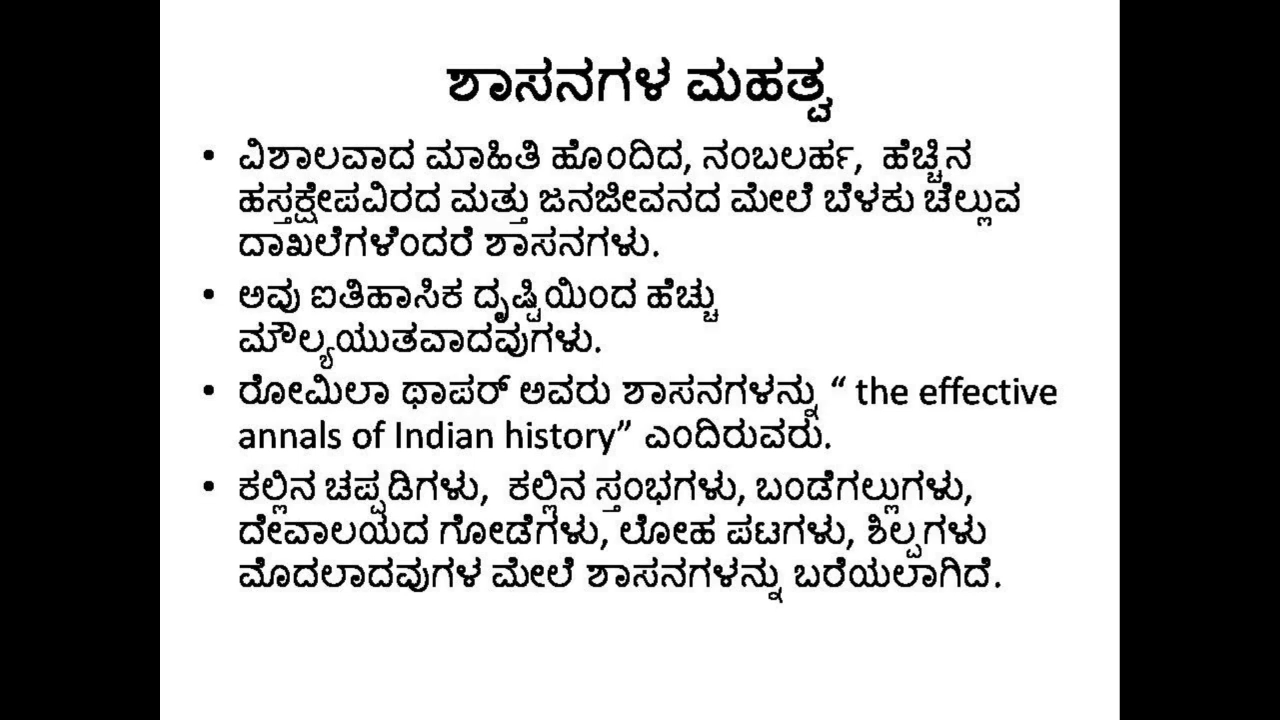 ಶಾಸನಗಳ ಮಹತ್ವ
• ವಿಶಾಲವಾದ ಮಾಹಿತಿ ಹೊಂದಿದ, ನಂಬಲರ್ಹ, ಹೆಚ್ಚಿನ
ಹಸ್ತಕ್ಷೇಪವಿರದ ಮತ್ತು ಜನಜೀವನದ ಮೇಲೆ ಬೆಳಕು ಚೆಲ್ಲುವ
ದಾಖಲೆಗಳೆಂದರೆ ಶಾಸನಗಳು.
• ಅವು ಐತಿಹಾಸಿಕ ದೃಷ್ಟಿಯಿಂದ ಹೆಚ್ಚು
ಮೌಲ್ಯಯುತವಾದವುಗಳು.
• ರೋಮಿಲಾ ಥಾಪರ್ ಅವರು ಶಾಸನಗಳನ್ನು “ the effective
annals of Indian history” ಎಂದಿರುವರು.
• ಕಲ್ಲಿನ ಚಪ್ಪಡಿಗಳು, ಕಲ್ಲಿನ ಸ್ತಂಭಗಳು, ಬಂಡೆಗಲ್ಲುಗಳು,
ದೇವಾಲಯದ ಗೋಡೆಗಳು, ಲೋಹ ಪಟಗಳು, ಶಿಲ್ಪಗಳು
ಮೊದಲಾದವುಗಳ ಮೇಲೆ ಶಾಸನಗಳನ್ನು ಬರೆಯಲಾಗಿದೆ.